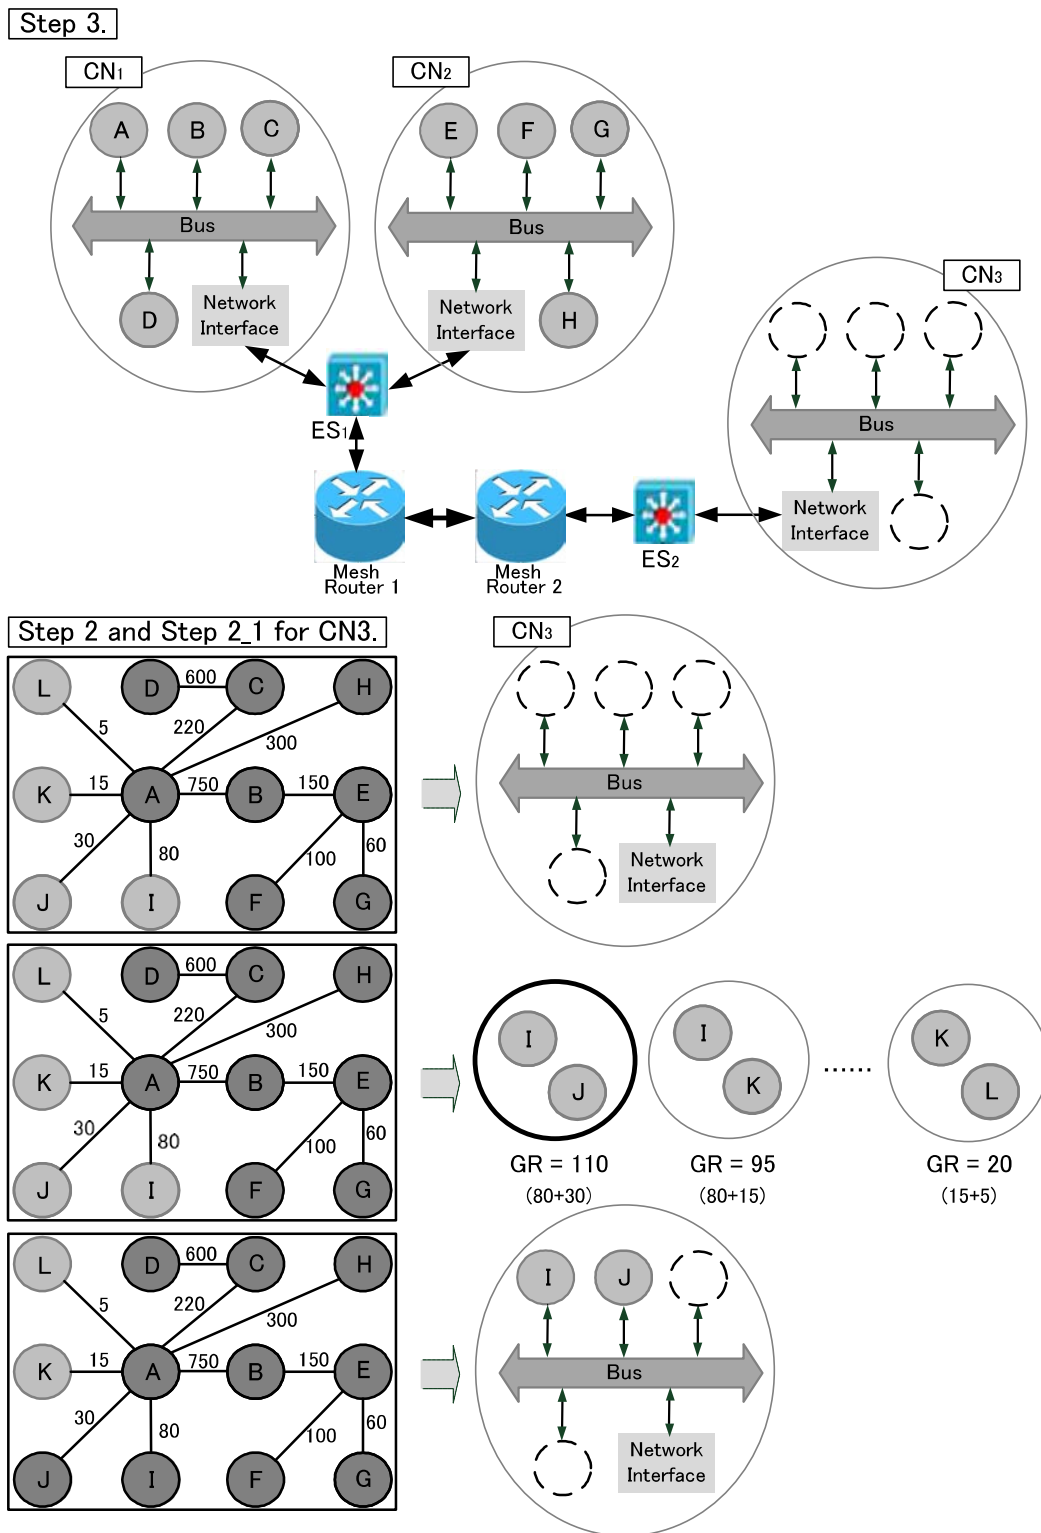 Step 3.
CN1
CN2
A
B
C
E
F
G
Bus
Bus
CN3
D
Network
Interface
Network
Interface
H
Bus
ES1
Network
Interface
Mesh
Router 1
Mesh
Router 2
ES2
Step 2 and Step 2_1 for CN3.
CN3
L
D
600
C
H
5
220
300
K
15
A
750
B
150
E
Bus
30
80
100
60
J
I
F
G
Network
Interface
L
D
600
C
H
5
220
300
K
15
A
750
B
150
E
30
80
100
60
J
I
F
G
I
J
I
K
......
K
L
GR = 110
(80+30)
GR = 95
(80+15)
GR = 20
(15+5)
L
D
600
C
H
5
220
300
K
15
A
750
B
150
E
30
80
100
60
J
I
F
G
I
J
Bus
Network
Interface